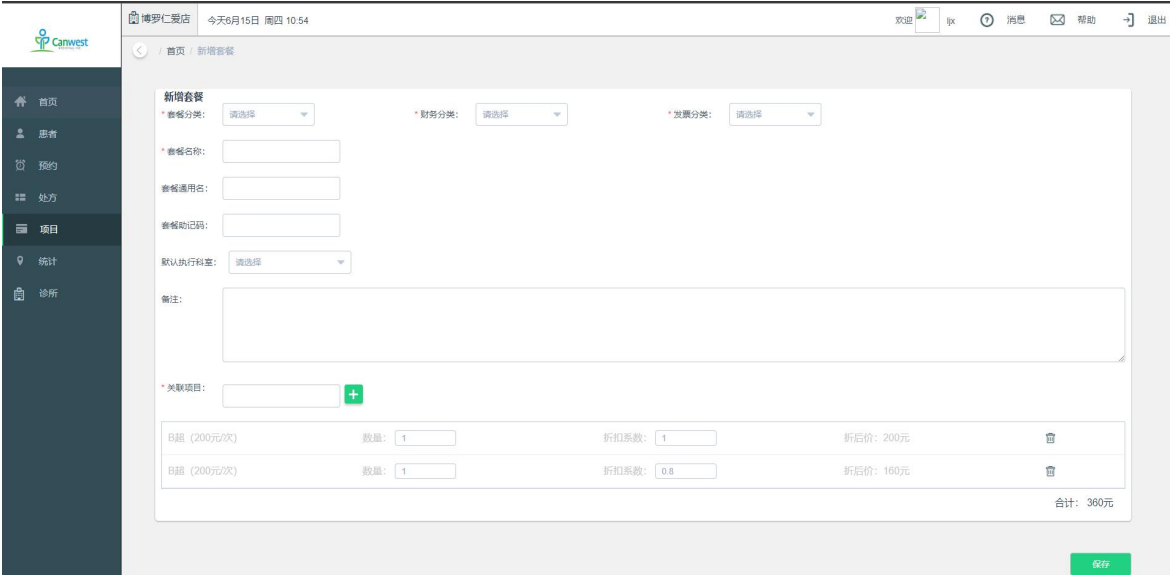 博罗仁爱店 今天6月15日 周四 10:54 欢迎 ljx 消息 帮助 退出
Canwest
/ 首页 / 新增套餐
首页
患者
预约
处方
项目
统计
诊所
新增套餐
* 套餐分类： 请选择 * 财务分类： 请选择 * 发票分类： 请选择
* 套餐名称：
套餐通用名：
套餐助记码：
默认执行科室： 请选择
备注：
* 关联项目：
B超 (200元/次) 数量： 1 折扣系数： 1 折后价：200元
B超 (200元/次) 数量： 1 折扣系数： 0.8 折后价：160元
合计： 360元
保存